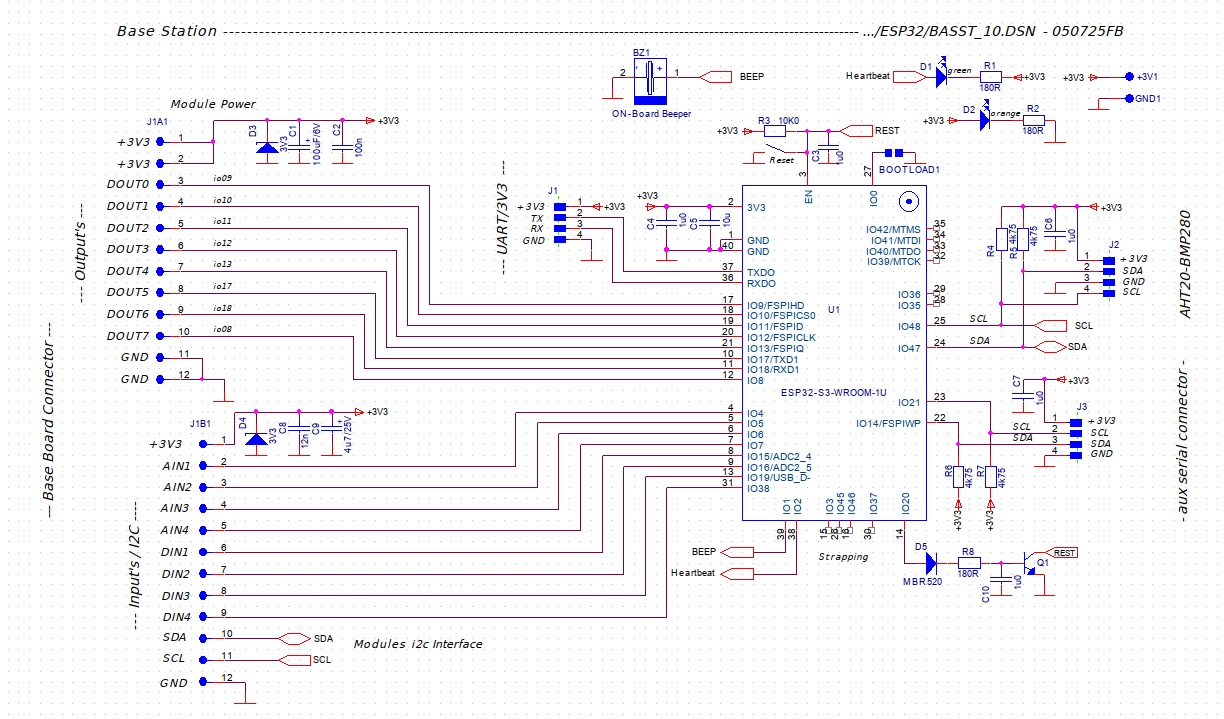 Base Station ------------------------------------------------------------------------ .../ESP32/BASST_10.DSN - 050725FB
BZ1
2 - + 1 BEEP
ON-Board Beeper
Heartbeat D1 green R1 180R +3V3
+3V3 +3V1
GND1
+3V3 D2 orange R2 180R
Module Power
J1A1
+3V3 1
+3V3 2
D3 3V3
C1 100uF/6V +
C2 100n
+3V3
DOUT0 3 io09
DOUT1 4 io10
DOUT2 5 io11
DOUT3 6 io12
DOUT4 7 io13
DOUT5 8 io17
DOUT6 9 io18
DOUT7 10 io08
GND 11
GND 12
--- Output's ---
--- Base Board Connector ---
--- UART/3V3 ---
J1
+3V3 1 +3V3
TX 2
RX 3
GND 4
+3V3 R3 10K0 REST
Reset
C3 1u0
BOOTLOAD1
3 EN
27 IO0
+3V3
C4 1u0
C5 10u
2 3V3
1 GND
40 GND
37 TXDO
36 RXDO
17 IO9/FSPIHD
18 IO10/FSPICS0
19 IO11/FSPID
20 IO12/FSPICLK
21 IO13/FSPIQ
10 IO17/TXD1
11 IO18/RXD1
12 IO8
U1
ESP32-S3-WROOM-1U
4 IO4
5 IO5
6 IO6
7 IO7
8 IO15/ADC2_4
9 IO16/ADC2_5
13 IO19/USB_D-
31 IO38
IO42/MTMS 35
IO41/MTDI 34
IO40/MTDO 33
IO39/MTCK 32
IO36 29
IO35 28
IO48 25 SCL SCL
IO47 24 SDA SDA
IO21 23
IO14/FSPIWP 22
+3V3
R4
R5 4k75
4k75
C6 1u0
J2
1 +3V3
2 SDA
3 GND
4 SCL
AHT20-BMP280
C7 1u0 +3V3
J3
1 +3V3
SCL 2 SCL
SDA 3 SDA
4 GND
- aux serial connector -
R6 4k75
R7 4k75
+3V3
+3V3
IO1 39
IO2 38
IO3 15
IO45 26
IO46 16
IO37 30
IO20 14
BEEP
Heartbeat
Strapping
D5
MBR520
R8
180R
C10 1u0
Q1
REST
J1B1
+3V3 1
D4 3V3
C8 12n
C9 4u7/25V +
+3V3
AIN1 2
AIN2 3
AIN3 4
AIN4 5
DIN1 6
DIN2 7
DIN3 8
DIN4 9
SDA 10 SDA
SCL 11 SCL
GND 12
--- Input's / I2C ----
Modules i2c Interface